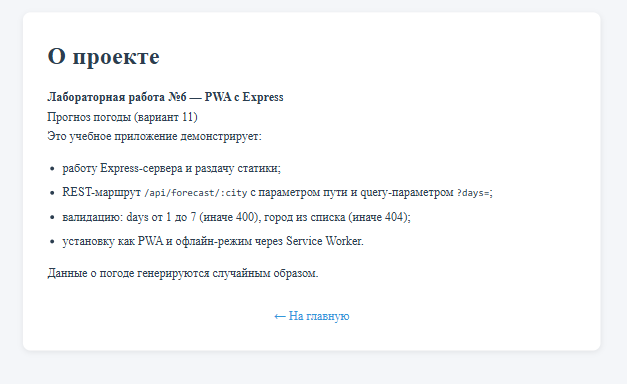 О проекте
Лабораторная работа №6 — PWA с Express
Прогноз погоды (вариант 11)
Это учебное приложение демонстрирует:
• работу Express-сервера и раздачу статики;
• REST-маршрут /api/forecast/:city с параметром пути и query-параметром ?days=;
• валидацию: days от 1 до 7 (иначе 400), город из списка (иначе 404);
• установку как PWA и офлайн-режим через Service Worker.
Данные о погоде генерируются случайным образом.
← На главную